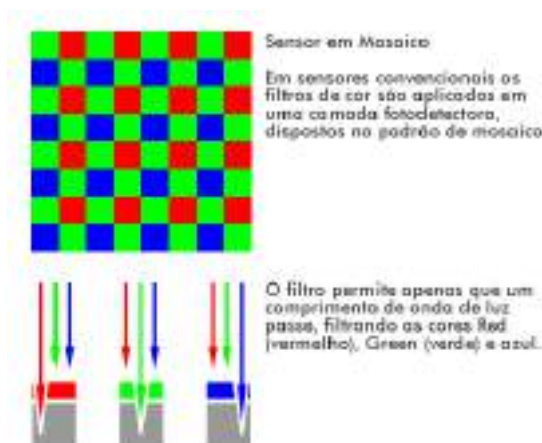 Sensor em Mosaico
Em sensores convencionais os
filtros de cor são aplicados em
uma camada fotodetectora,
dispostos no padrão de mosaico
O filtro permite apenas que um
comprimento de onda de luz
passe, filtrando as cores Red
(vermelho), Green (verde) e azul.